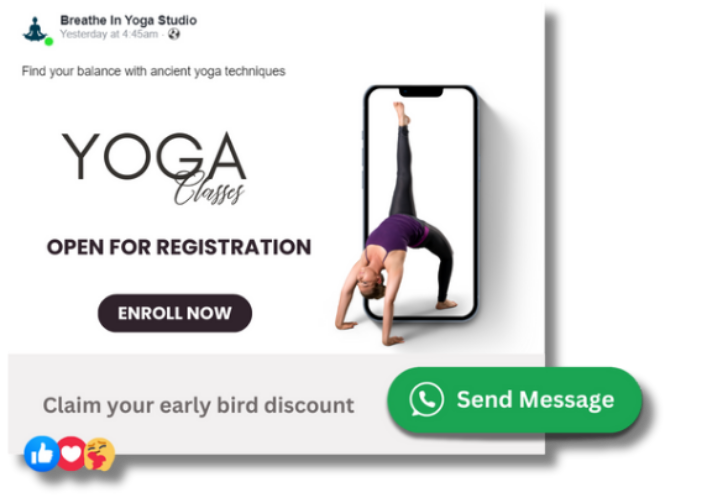 Breathe In Yoga Studio
Yesterday at 4:45am ·
Find your balance with ancient yoga techniques
YOGA
Classes
OPEN FOR REGISTRATION
ENROLL NOW
Claim your early bird discount
Send Message